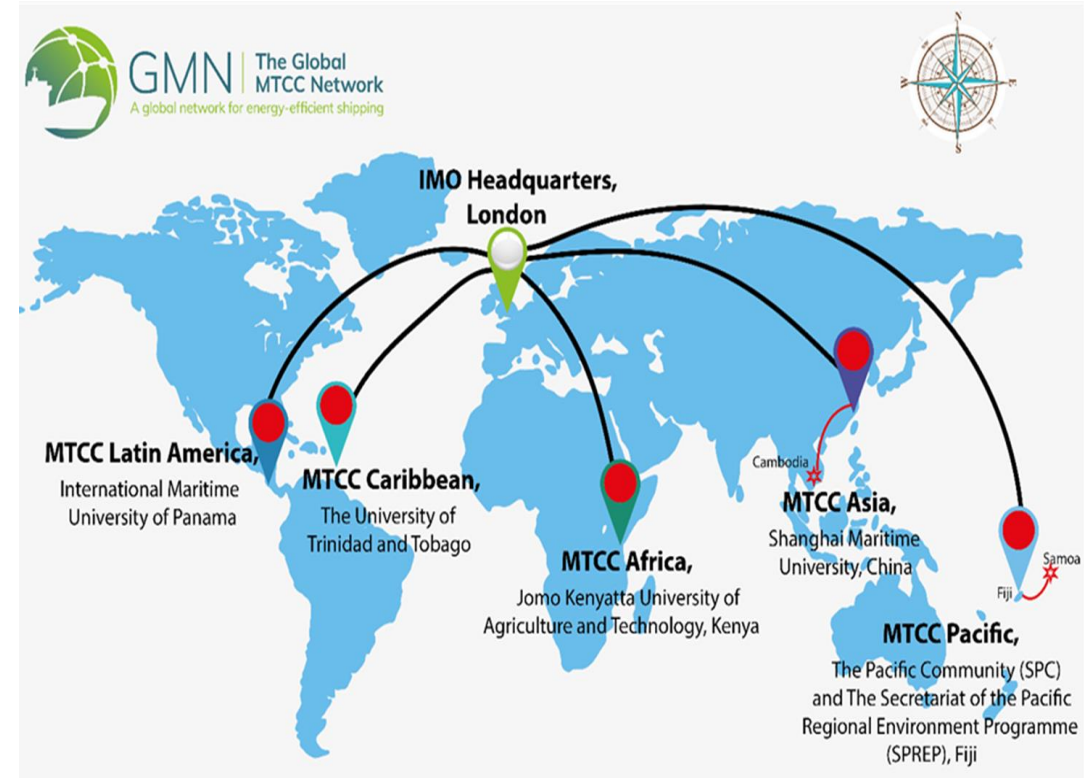 GMN
The Global
MTCC Network
A global network for energy-efficient shipping
N
W
E
S
IMO Headquarters,
London
MTCC Latin America,
International Maritime
University of Panama
MTCC Caribbean,
The University of
Trinidad and Tobago
MTCC Africa,
Jomo Kenyatta University of
Agriculture and Technology, Kenya
Cambodia
MTCC Asia,
Shanghai Maritime
University, China
Samoa
Fiji
MTCC Pacific,
The Pacific Community (SPC)
and The Secretariat of the Pacific
Regional Environment Programme
(SPREP), Fiji